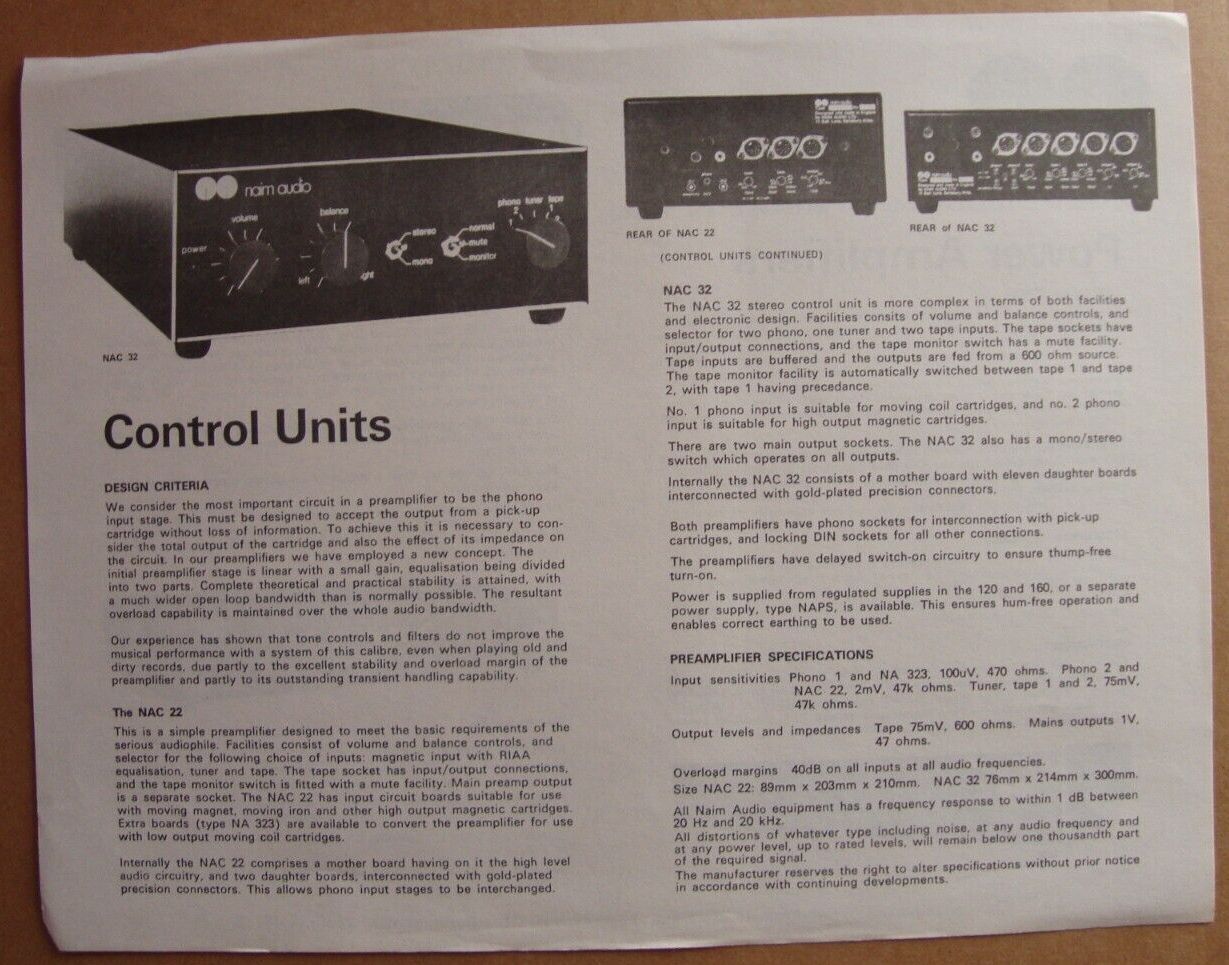 naim audio
volume
balance
power
left
right
stereo
mono
normal
mute
monitor
phono tuner tape
2 1
NAC 32
naim audio
REAR OF NAC 22
naim audio
REAR of NAC 32
Control Units
DESIGN CRITERIA
We consider the most important circuit in a preamplifier to be the phono
input stage. This must be designed to accept the output from a pick-up
cartridge without loss of information. To achieve this it is necessary to con-
sider the total output of the cartridge and also the effect of its impedance on
the circuit. In our preamplifiers we have employed a new concept. The
initial preamplifier stage is linear with a small gain, equalisation being divided
into two parts. Complete theoretical and practical stability is attained, with
a much wider open loop bandwidth than is normally possible. The resultant
overload capability is maintained over the whole audio bandwidth.
Our experience has shown that tone controls and filters do not improve the
musical performance with a system of this calibre, even when playing old and
dirty records, due partly to the excellent stability and overload margin of the
preamplifier and partly to its outstanding transient handling capability.
The NAC 22
This is a simple preamplifier designed to meet the basic requirements of the
serious audiophile. Facilities consist of volume and balance controls, and
selector for the following choice of inputs: magnetic input with RIAA
equalisation, tuner and tape. The tape socket has input/output connections,
and the tape monitor switch is fitted with a mute facility. Main preamp output
is a separate socket. The NAC 22 has input circuit boards suitable for use
with moving magnet, moving iron and other high output magnetic cartridges.
Extra boards (type NA 323) are available to convert the preamplifier for use
with low output moving coil cartridges.
Internally the NAC 22 comprises a mother board having on it the high level
audio circuitry, and two daughter boards, interconnected with gold-plated
precision connectors. This allows phono input stages to be interchanged.
(CONTROL UNITS CONTINUED)
NAC 32
The NAC 32 stereo control unit is more complex in terms of both facilities
and electronic design. Facilities consits of volume and balance controls, and
selector for two phono, one tuner and two tape inputs. The tape sockets have
input/output connections, and the tape monitor switch has a mute facility.
Tape inputs are buffered and the outputs are fed from a 600 ohm source.
The tape monitor facility is automatically switched between tape 1 and tape
2, with tape 1 having precedance.
No. 1 phono input is suitable for moving coil cartridges, and no. 2 phono
input is suitable for high output magnetic cartridges.
There are two main output sockets. The NAC 32 also has a mono/stereo
switch which operates on all outputs.
Internally the NAC 32 consists of a mother board with eleven daughter boards
interconnected with gold-plated precision connectors.
Both preamplifiers have phono sockets for interconnection with pick-up
cartridges, and locking DIN sockets for all other connections.
The preamplifiers have delayed switch-on circuitry to ensure thump-free
turn-on.
Power is supplied from regulated supplies in the 120 and 160, or a separate
power supply, type NAPS, is available. This ensures hum-free operation and
enables correct earthing to be used.
PREAMPLIFIER SPECIFICATIONS
Input sensitivities Phono 1 and NA 323, 100uV, 470 ohms. Phono 2 and
NAC 22, 2mV, 47k ohms. Tuner, tape 1 and 2, 75mV,
47k ohms.
Output levels and impedances Tape 75mV, 600 ohms. Mains outputs 1V,
47 ohms.
Overload margins 40dB on all inputs at all audio frequencies.
Size NAC 22: 89mm x 203mm x 210mm. NAC 32 76mm x 214mm x 300mm.
All Naim Audio equipment has a frequency response to within 1 dB between
20 Hz and 20 kHz.
All distortions of whatever type including noise, at any audio frequency and
at any power level, up to rated levels, will remain below one thousandth part
of the required signal.
The manufacturer reserves the right to alter specifications without prior notice
in accordance with continuing developments.